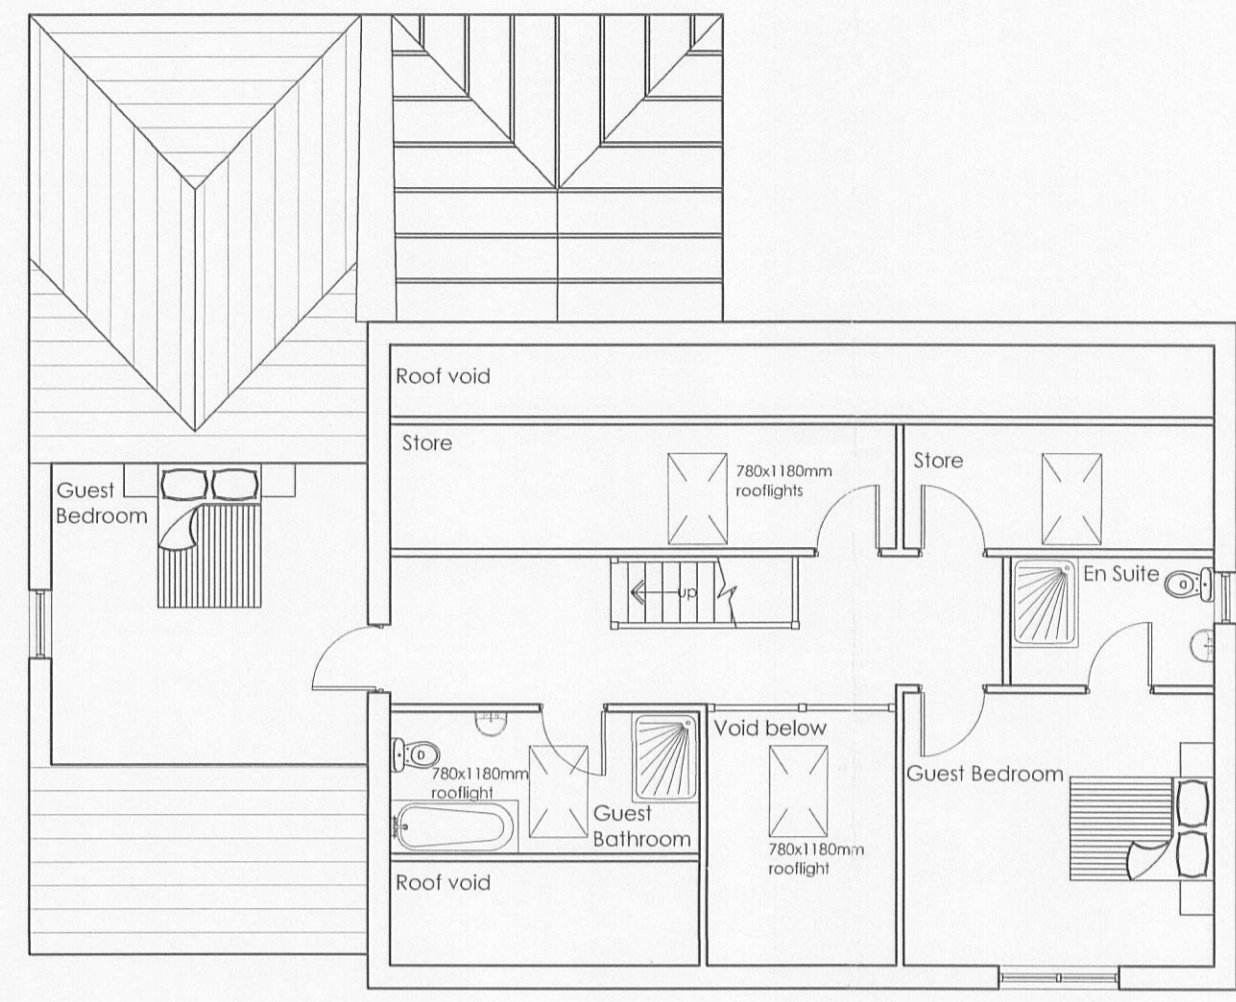 Roof void
Store
780x1180mm
rooflights
Store
Guest
Bedroom
up
En Suite
Void below
780x1180mm
rooflight
Guest Bedroom
Guest
Bathroom
780x1180mm
rooflight
Roof void